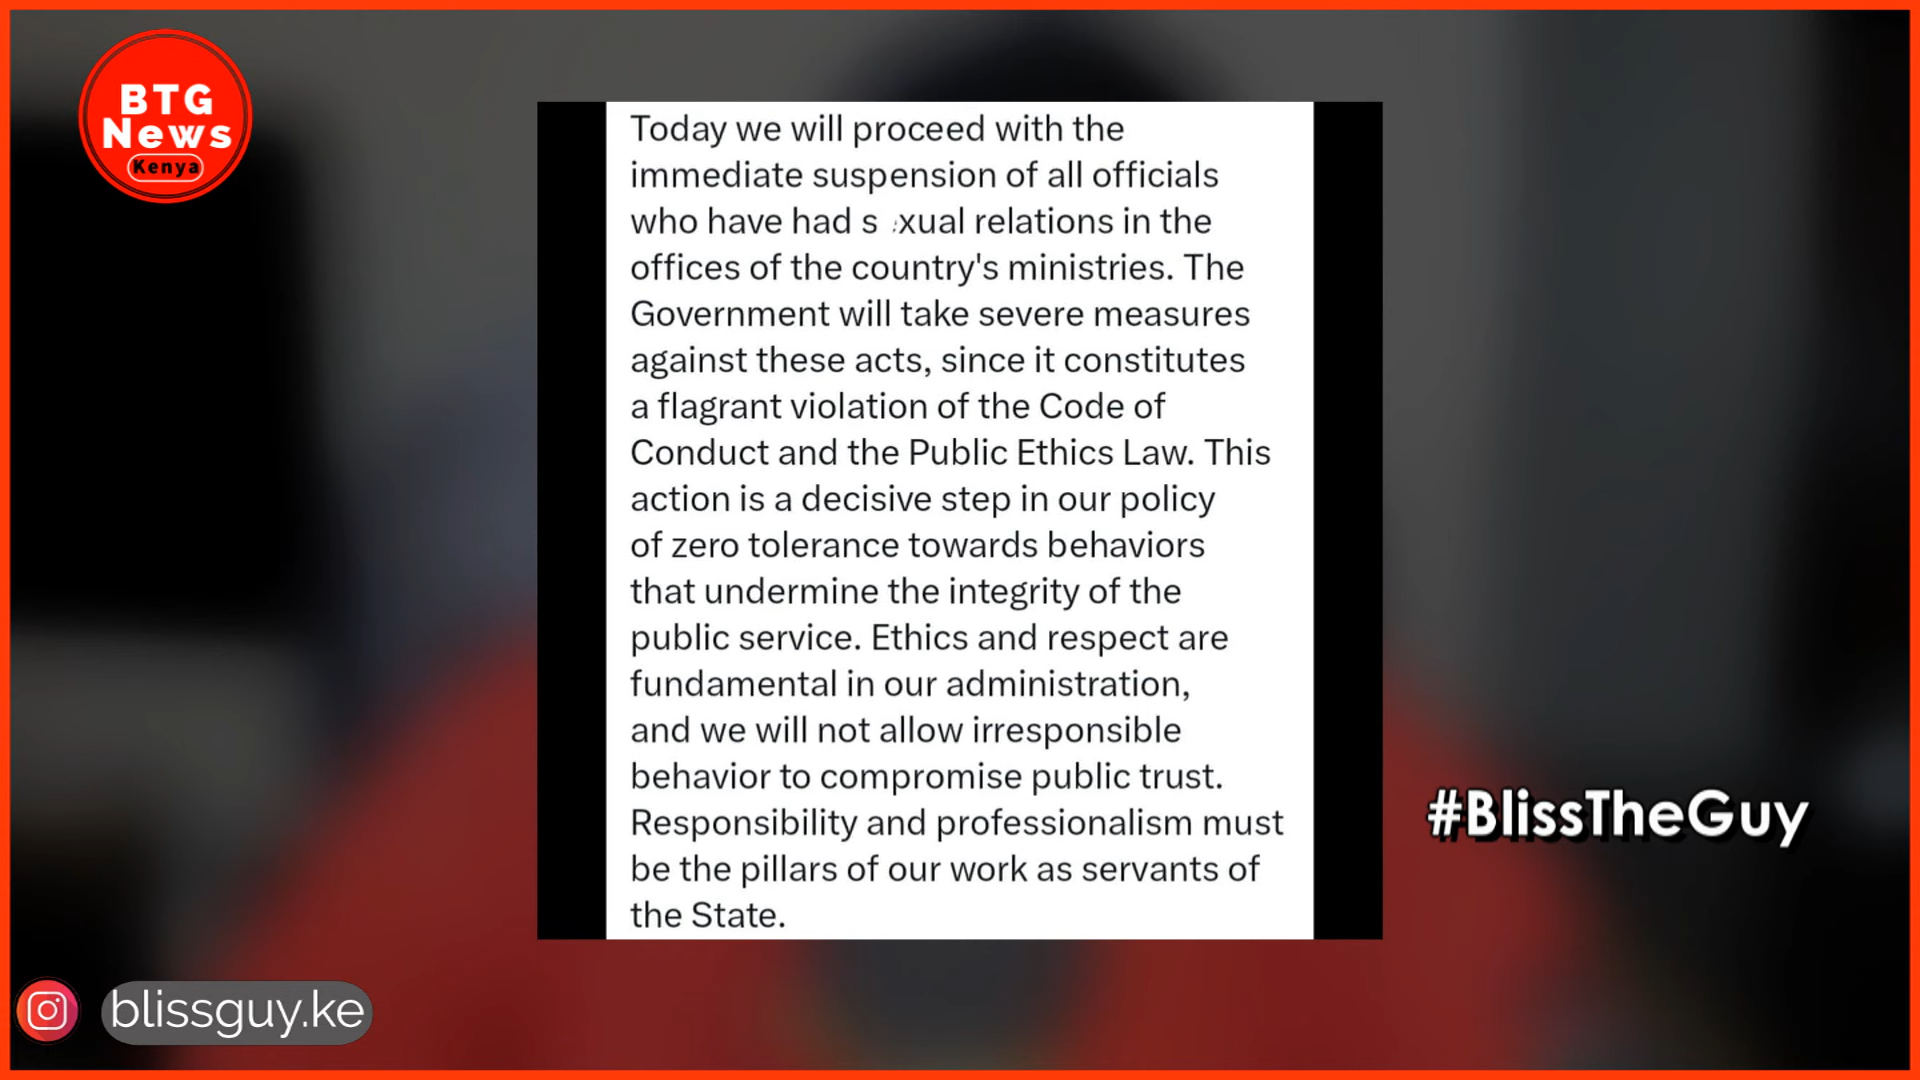 BTG
News
Kenya
Today we will proceed with the
immediate suspension of all officials
who have had s xual relations in the
offices of the country's ministries. The
Government will take severe measures
against these acts, since it constitutes
a flagrant violation of the Code of
Conduct and the Public Ethics Law. This
action is a decisive step in our policy
of zero tolerance towards behaviors
that undermine the integrity of the
public service. Ethics and respect are
fundamental in our administration,
and we will not allow irresponsible
behavior to compromise public trust.
Responsibility and professionalism must
be the pillars of our work as servants of
the State.
#BlissTheGuy
blissguy.ke